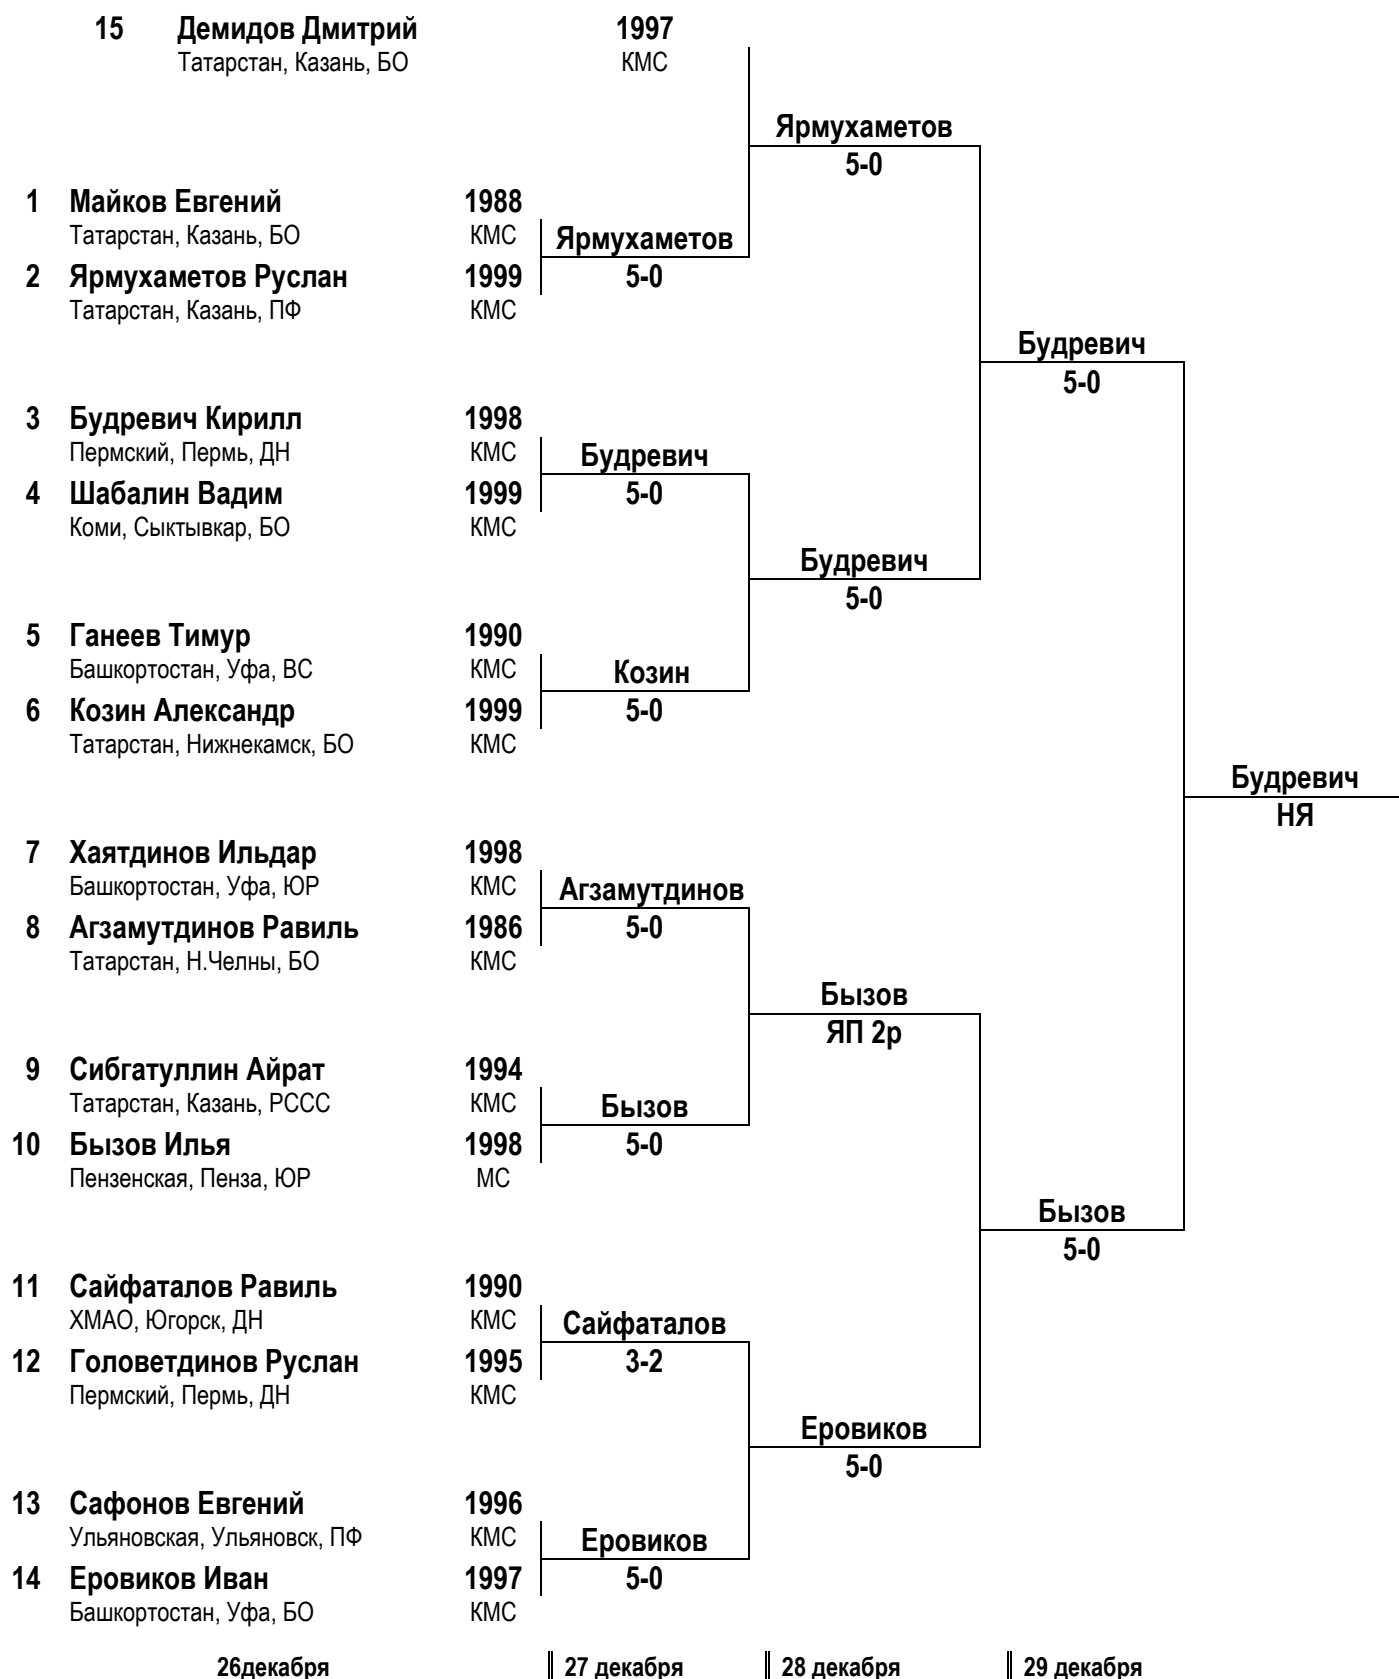 15 Демидов Дмитрий 1997
Татарстан, Казань, БО КМС
Ярмухаметов
5-0
1 Майков Евгений 1988
Татарстан, Казань, БО КМС
Ярмухаметов
2 Ярмухаметов Руслан 1999 5-0
Татарстан, Казань, ПФ КМС
Будревич
5-0
3 Будревич Кирилл 1998
Пермский, Пермь, ДН КМС
Будревич
4 Шабалин Вадим 1999 5-0
Коми, Сыктывкар, БО КМС
Будревич
5-0
5 Ганеев Тимур 1990
Башкортостан, Уфа, ВС КМС
Козин
6 Козин Александр 1999 5-0
Татарстан, Нижнекамск, БО КМС
Будревич
НЯ
7 Хаятдинов Ильдар 1998
Башкортостан, Уфа, ЮР КМС
Агзамутдинов
8 Агзамутдинов Равиль 1986 5-0
Татарстан, Н.Челны, БО КМС
Бызов
ЯП 2р
9 Сибгатуллин Айрат 1994
Татарстан, Казань, РССС КМС
Бызов
10 Бызов Илья 1998 5-0
Пензенская, Пенза, ЮР МС
Бызов
5-0
11 Сайфаталов Равиль 1990
ХМАО, Югорск, ДН КМС
Сайфаталов
12 Головетдинов Руслан 1995 3-2
Пермский, Пермь, ДН КМС
Еровиков
5-0
13 Сафонов Евгений 1996
Ульяновская, Ульяновск, ПФ КМС
Еровиков
14 Еровиков Иван 1997 5-0
Башкортостан, Уфа, БО КМС
26декабря 27 декабря 28 декабря 29 декабря